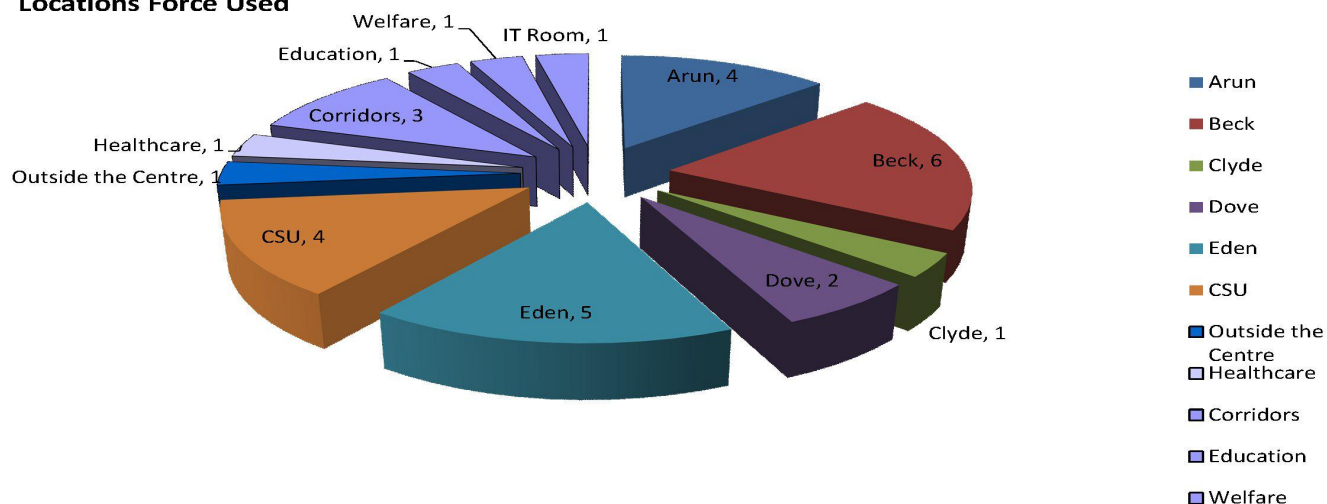 Locations Force Used
Welfare, 1
IT Room, 1
Education, 1
Arun, 4
Corridors, 3
Beck, 6
Healthcare, 1
Outside the Centre, 1
CSU, 4
Dove, 2
Eden, 5
Clyde, 1
Arun
Beck
Clyde
Dove
Eden
CSU
Outside the
Centre
Healthcare
Corridors
Education
Welfare